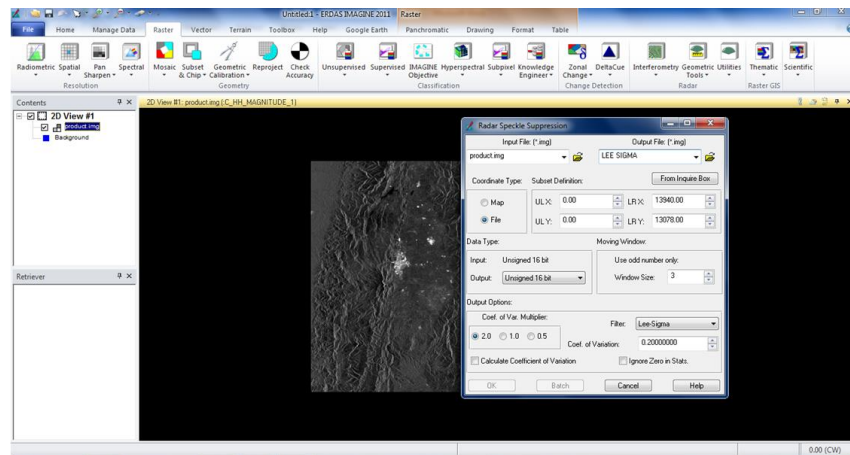 Untitled:1 - ERDAS IMAGINE 2011
Raster
File Home Manage Data Raster Vector Terrain Toolbox Help Google Earth Panchromatic Drawing Format Table
Radiometric Spatial Pan Sharpen Spectral Mosaic Subset & Chip Geometric Calibration Reproject Check Accuracy Unsupervised Supervised IMAGINE Objective Hyperspectral Subpixel Knowledge Engineer Zonal Change DeltaCue Interferometry Geometric Tools Utilities Thematic Scientific
Resolution Geometry Classification Change Detection Radar Raster GIS
Contents
2D View #1: product.img (:C_HH_MAGNITUDE_1)
2D View #1
product.img
Background
Retriever
Radar Speckle Suppression
Input File: (*.img) Output File: (*.img)
product.img LEE SIGMA
Coordinate Type: Subset Definition: From Inquire Box
Map ULX: 0.00 LRX: 13940.00
File UL Y: 0.00 LR Y: 13078.00
Data Type: Moving Window:
Input: Unsigned 16 bit Use odd number only:
Output: Unsigned 16 bit Window Size: 3
Output Options:
Coef. of Var. Multiplier: Filter: Lee-Sigma
2.0 1.0 0.5 Coef. of Variation: 0.20000000
Calculate Coefficient of Variation Ignore Zero in Stats.
OK Batch Cancel Help
0.00 (CW)